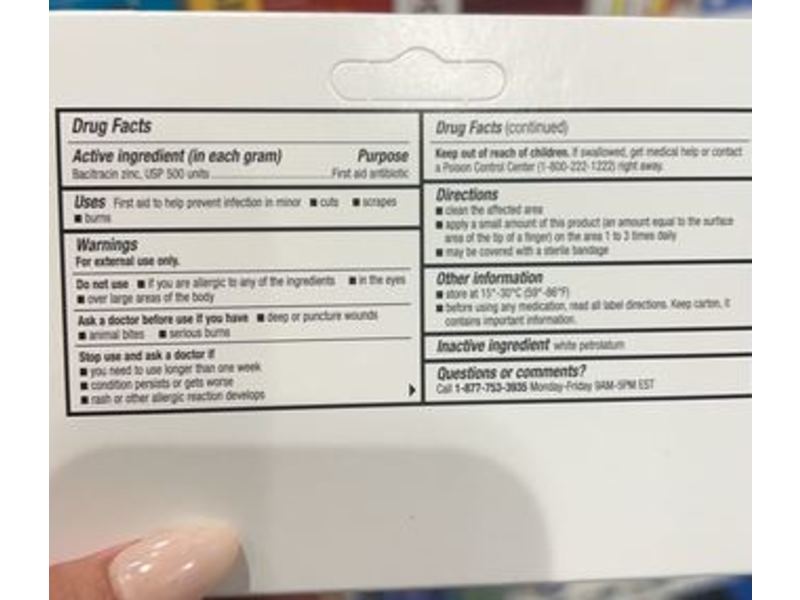 Drug Facts
Active ingredient (in each gram) Purpose
Bacitracin zinc, USP 500 units First aid antibiotic
Uses First aid to help prevent infection in minor ■ cuts ■ scrapes
■ burns
Warnings
For external use only.
Do not use ■ if you are allergic to any of the ingredients ■ in the eyes
■ over large areas of the body
Ask a doctor before use if you have ■ deep or puncture wounds
■ animal bites ■ serious burns
Stop use and ask a doctor if
■ you need to use longer than one week
■ condition persists or gets worse
■ rash or other allergic reaction develops
Drug Facts (continued)
Keep out of reach of children. If swallowed, get medical help or contact
a Poison Control Center (1-800-222-1222) right away.
Directions
■ clean the affected area
■ apply a small amount of this product (an amount equal to the surface
area of the tip of a finger) on the area 1 to 3 times daily
■ may be covered with a sterile bandage
Other information
■ store at 15°-30°C (59°-86°F)
■ before using any medication, read all label directions. Keep carton, it
contains important information.
Inactive ingredient white petrolatum
Questions or comments?
Call 1-877-753-3935 Monday-Friday 9AM-5PM EST